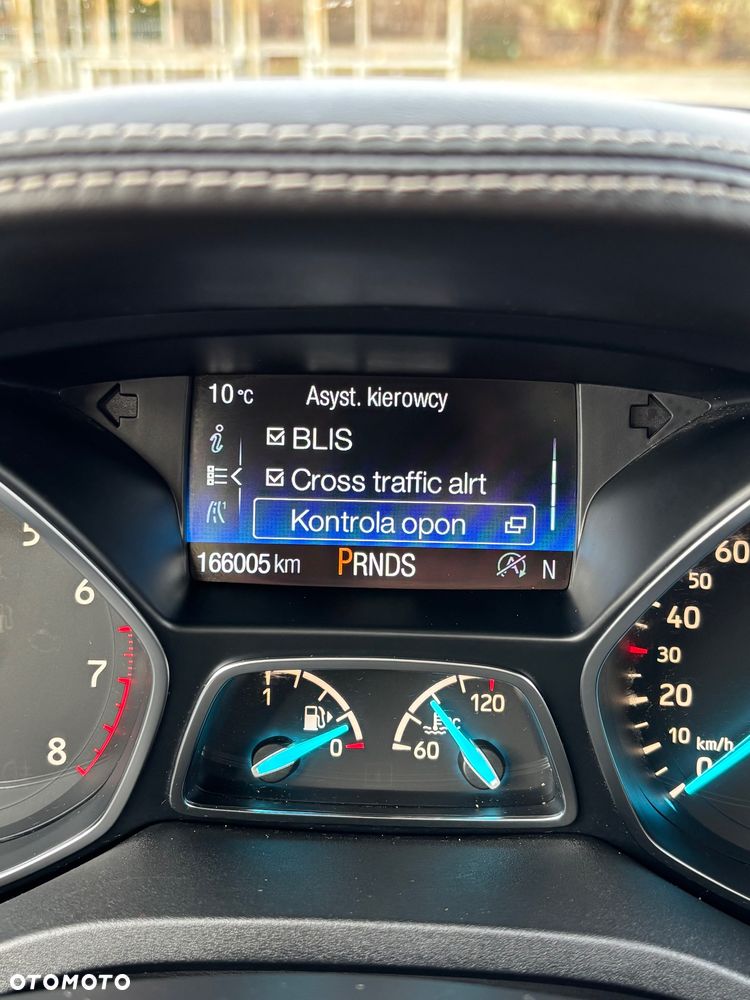 10 °C Asyst. kierowcy
BLIS
Cross traffic alrt
Kontrola opon
166005 km PRNDS N
5
6
7
8
1
0
60
120
60
50
40
30
20
10 km/h
0
OTOMOTO